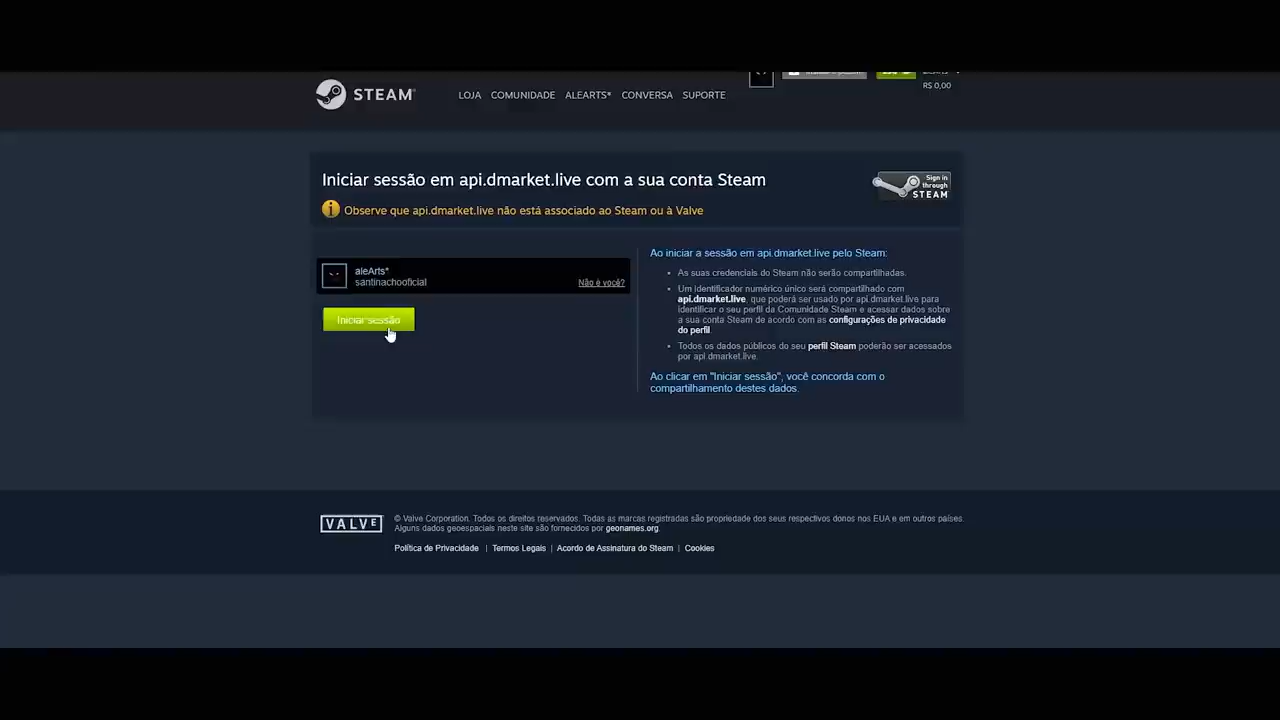 STEAM
LOJA COMUNIDADE ALEARTS* CONVERSA SUPORTE
R$ 0,00
Iniciar sessão em api.dmarket.live com a sua conta Steam
Sign in
through
STEAM
Observe que api.dmarket.live não está associado ao Steam ou à Valve
aleArts*
santinachooficial
Não é você?
Iniciar sessão
Ao iniciar a sessão em api.dmarket.live pelo Steam:
As suas credenciais do Steam não serão compartilhadas.
Um identificador numérico único será compartilhado com
api.dmarket.live, que poderá ser usado por api.dmarket.live para
identificar o seu perfil da Comunidade Steam e acessar dados sobre
a sua conta Steam de acordo com as configurações de privacidade
do perfil.
Todos os dados públicos do seu perfil Steam poderão ser acessados
por api.dmarket.live.
Ao clicar em "Iniciar sessão", você concorda com o
compartilhamento destes dados.
VALVE
© Valve Corporation. Todos os direitos reservados. Todas as marcas registradas são propriedade dos seus respectivos donos nos EUA e em outros países.
Alguns dados geoespaciais neste site são fornecidos por geonames.org.
Política de Privacidade | Termos Legais | Acordo de Assinatura do Steam | Cookies